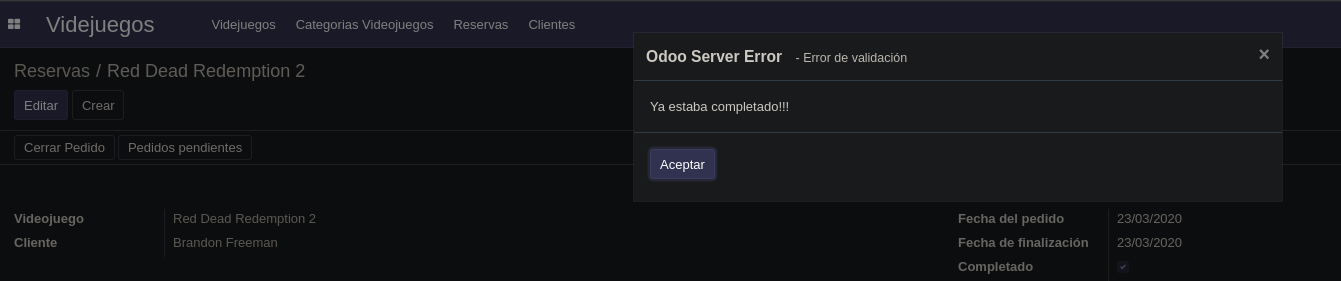 Videjuegos Videjuegos Categorias Videojuegos Reservas Clientes
Reservas / Red Dead Redemption 2
Editar Crear
Cerrar Pedido Pedidos pendientes
Odoo Server Error - Error de validación ×
Ya estaba completado!!!
Aceptar
Videojuego Red Dead Redemption 2
Cliente Brandon Freeman
Fecha del pedido 23/03/2020
Fecha de finalización 23/03/2020
Completado